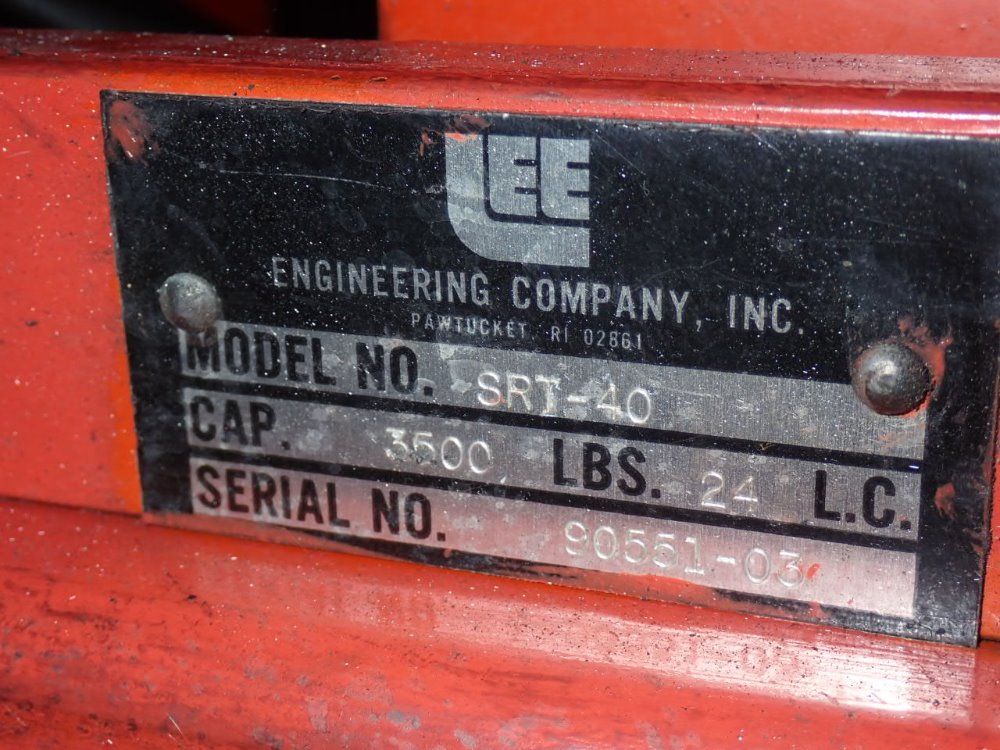 LEE
ENGINEERING COMPANY, INC.
PAWTUCKET, RI 02861
MODEL NO. SRT-40
CAP. 3500 LBS. 24 L.C.
SERIAL NO. 90551-03